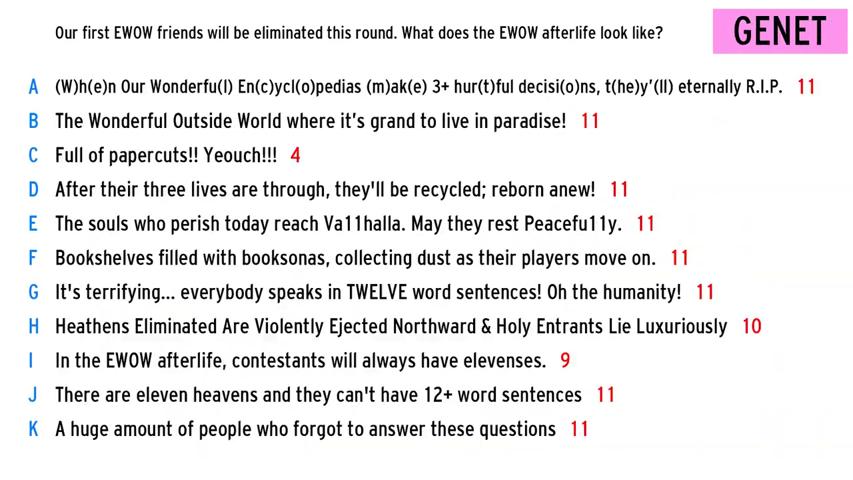 Our first EWOW friends will be eliminated this round. What does the EWOW afterlife look like?
GENET
A (W)h(e)n Our Wonderfu(l) En(c)ycl(o)pedias (m)ak(e) 3+ hur(t)ful decisi(o)ns, t(he)y'(ll) eternally R.I.P. 11
B The Wonderful Outside World where it's grand to live in paradise! 11
C Full of papercuts!! Yeouch!!! 4
D After their three lives are through, they'll be recycled; reborn anew! 11
E The souls who perish today reach Va11halla. May they rest Peacefu11y. 11
F Bookshelves filled with booksonas, collecting dust as their players move on. 11
G It's terrifying... everybody speaks in TWELVE word sentences! Oh the humanity! 11
H Heathens Eliminated Are Violently Ejected Northward & Holy Entrants Lie Luxuriously 10
I In the EWOW afterlife, contestants will always have elevenses. 9
J There are eleven heavens and they can't have 12+ word sentences 11
K A huge amount of people who forgot to answer these questions 11